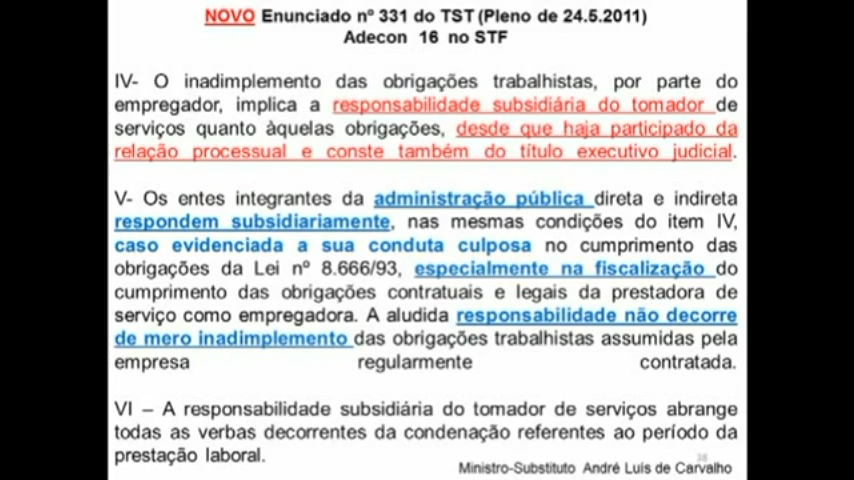 NOVO Enunciado nº 331 do TST (Pleno de 24.5.2011)
Adecon 16 no STF
IV- O inadimplemento das obrigações trabalhistas, por parte do
empregador, implica a responsabilidade subsidiária do tomador de
serviços quanto àquelas obrigações, desde que haja participado da
relação processual e conste também do título executivo judicial.
V- Os entes integrantes da administração pública direta e indireta
respondem subsidiariamente, nas mesmas condições do item IV,
caso evidenciada a sua conduta culposa no cumprimento das
obrigações da Lei nº 8.666/93, especialmente na fiscalização do
cumprimento das obrigações contratuais e legais da prestadora de
serviço como empregadora. A aludida responsabilidade não decorre
de mero inadimplemento das obrigações trabalhistas assumidas pela
empresa regularmente contratada.
VI – A responsabilidade subsidiária do tomador de serviços abrange
todas as verbas decorrentes da condenação referentes ao período da
prestação laboral.
38
Ministro-Substituto André Luís de Carvalho